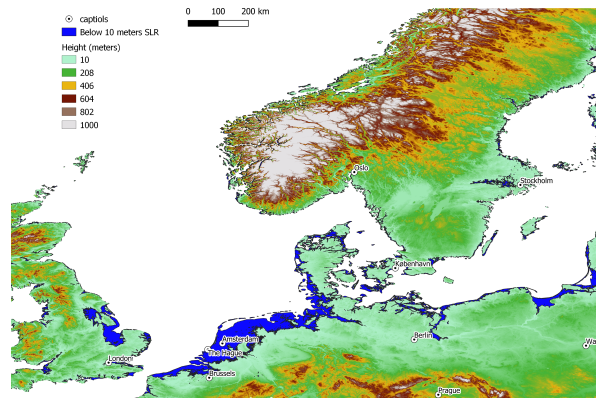 captiols
Below 10 meters SLR
Height (meters)
10
208
406
604
802
1000
0 100 200 km
Oslo
Stockholm
København
Amsterdam
The Hague
London
Berlin
Brussels
Wa
Prague